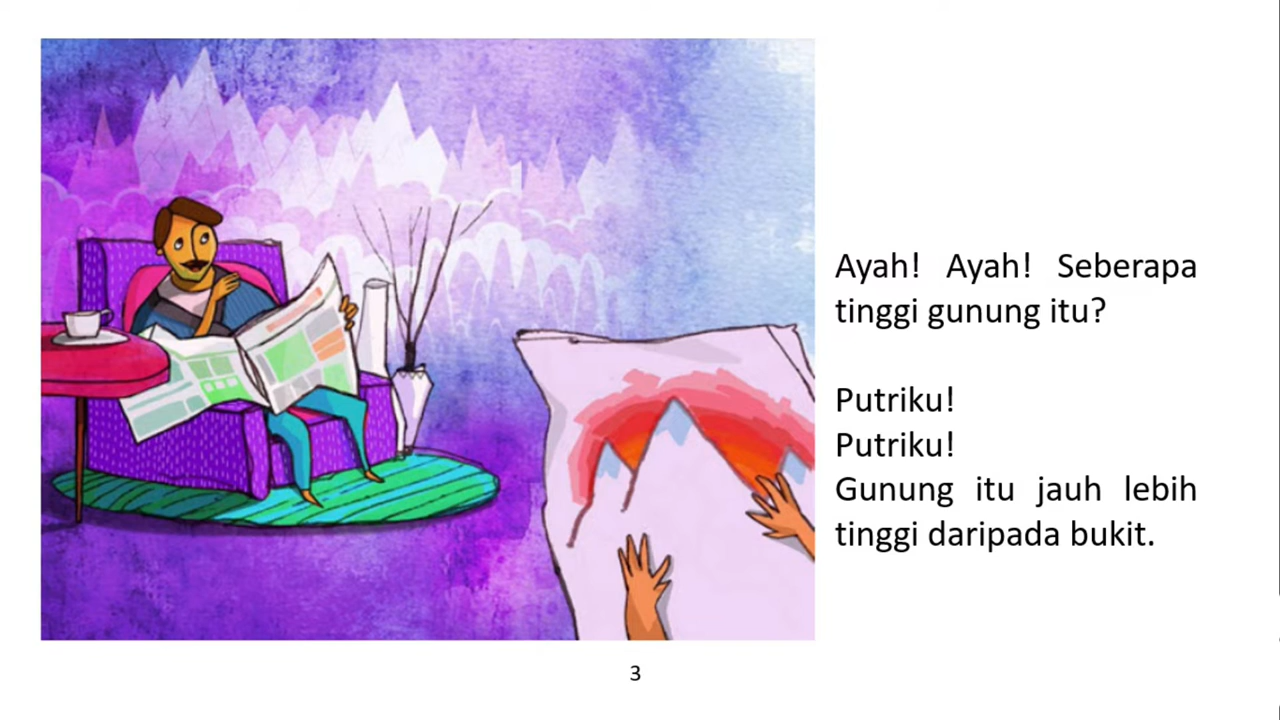 Ayah! Ayah! Seberapa
tinggi gunung itu?
Putriku!
Putriku!
Gunung itu jauh lebih
tinggi daripada bukit.
3